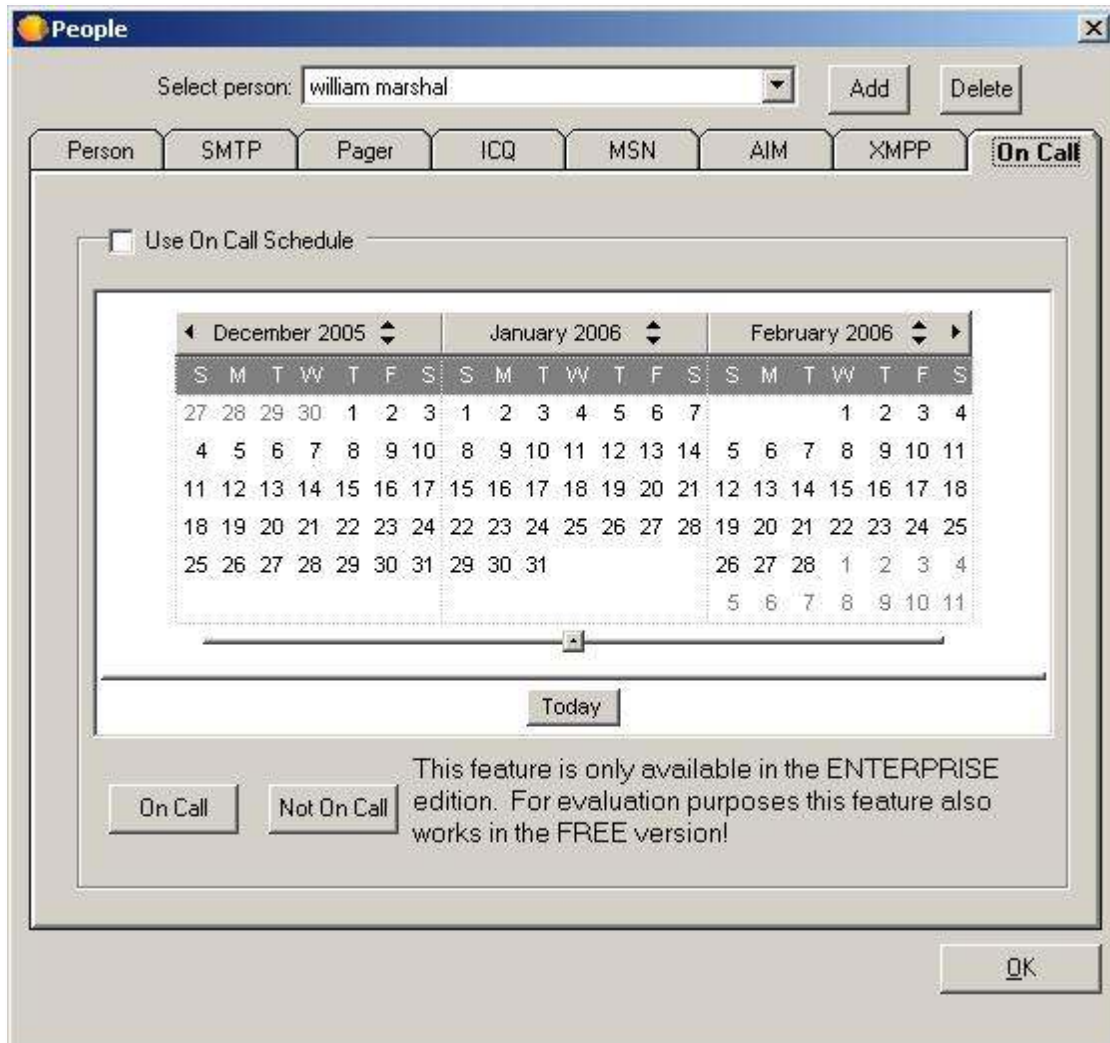 People
Select person: william marshal Add Delete
Person SMTP Pager ICQ MSN AIM XMPP On Call
Use On Call Schedule
December 2005 January 2006 February 2006
S M T W T F S S M T W T F S S M T W T F S
27 28 29 30 1 2 3 1 2 3 4 5 6 7 1 2 3 4
4 5 6 7 8 9 10 8 9 10 11 12 13 14 5 6 7 8 9 10 11
11 12 13 14 15 16 17 15 16 17 18 19 20 21 12 13 14 15 16 17 18
18 19 20 21 22 23 24 22 23 24 25 26 27 28 19 20 21 22 23 24 25
25 26 27 28 29 30 31 29 30 31 26 27 28 1 2 3 4
5 6 7 8 9 10 11
Today
On Call Not On Call
This feature is only available in the ENTERPRISE
edition. For evaluation purposes this feature also
works in the FREE version!
OK